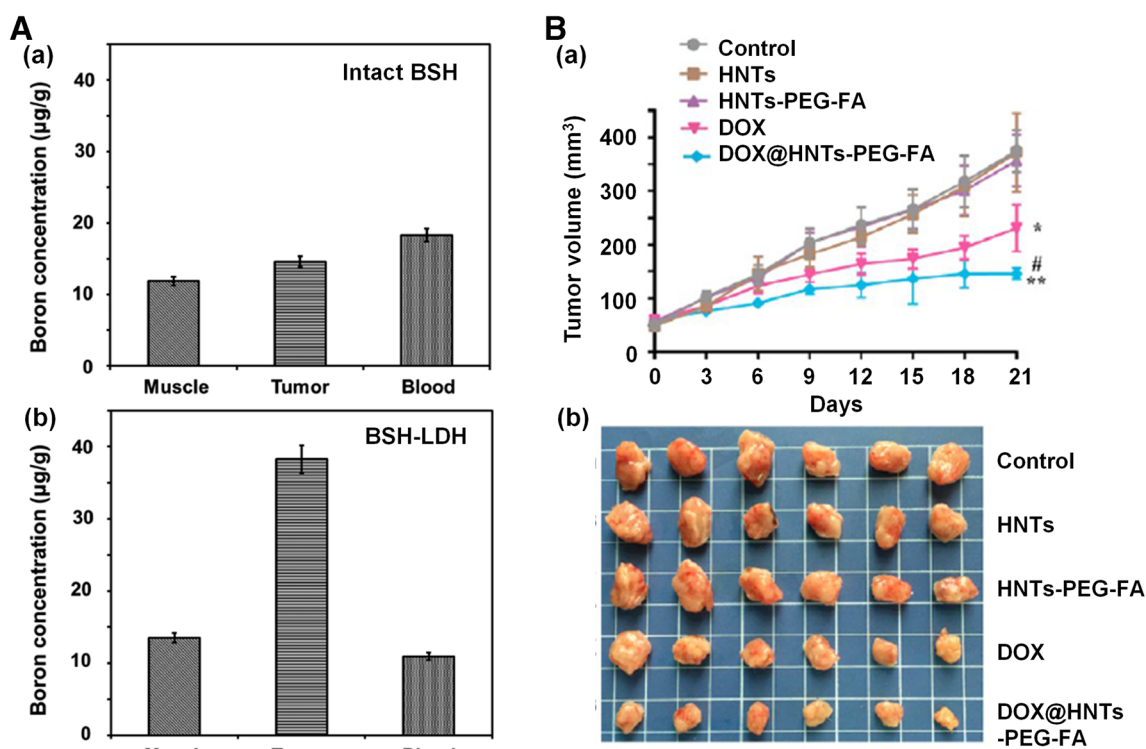 A
(a)
Intact BSH
Boron concentration (µg/g)
40
30
20
10
0
Muscle Tumor Blood
(b)
BSH-LDH
Boron concentration (µg/g)
40
30
20
10
0
B
(a)
Control
HNTs
HNTs-PEG-FA
DOX
DOX@HNTs-PEG-FA
Tumor volume (mm³)
400
300
200
100
0
*
#
**
0 3 6 9 12 15 18 21
Days
(b)
Control
HNTs
HNTs-PEG-FA
DOX
DOX@HNTs
-PEG-FA